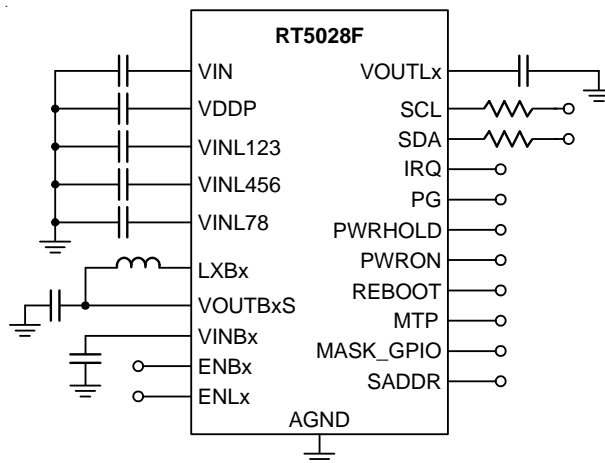 RT5028F
VIN
VDDP
VINL123
VINL456
VINL78
LXBx
VOUTBxS
VINBx
ENBx
ENLx
VOUTLx
SCL
SDA
IRQ
PG
PWRHOLD
PWRON
REBOOT
MTP
MASK_GPIO
SADDR
AGND